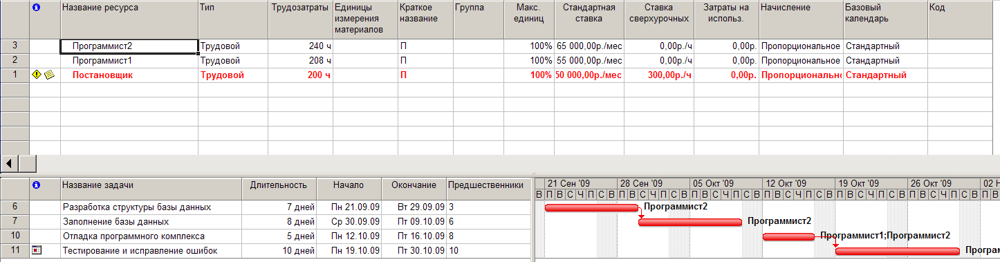 Название ресурса Тип Трудозатраты Единицы измерения материалов Краткое название Группа Макс. единиц Стандартная ставка Ставка сверхурочных Затраты на использ. Начисление Базовый календарь Код
3 Программист2 Трудовой 240 ч П 100% 65 000,00р./мес 0,00р./ч 0,00р. Пропорциональное Стандартный
2 Программист1 Трудовой 208 ч П 100% 55 000,00р./мес 0,00р./ч 0,00р. Пропорциональное Стандартный
1 Постановщик Трудовой 200 ч П 100% 50 000,00р./мес 300,00р./ч 0,00р. Пропорционально Стандартный
Название задачи Длительность Начало Окончание Предшественники 21 Сен '09 28 Сен '09 05 Окт '09 12 Окт '09 19 Окт '09 26 Окт '09 02 Н
В П В С Ч П С В П В С Ч П С В П В С Ч П С В П В С Ч П С В П В С Ч П С В П В С Ч П С В П В
6 Разработка структуры базы данных 7 дней Пн 21.09.09 Вт 29.09.09 3 Программист2
7 Заполнение базы данных 8 дней Ср 30.09.09 Пт 09.10.09 6 Программист2
10 Отладка программного комплекса 5 дней Пн 12.10.09 Пт 16.10.09 8 Программист1;Программист2
11 Тестирование и исправление ошибок 10 дней Пн 19.10.09 Пт 30.10.09 10 Програм